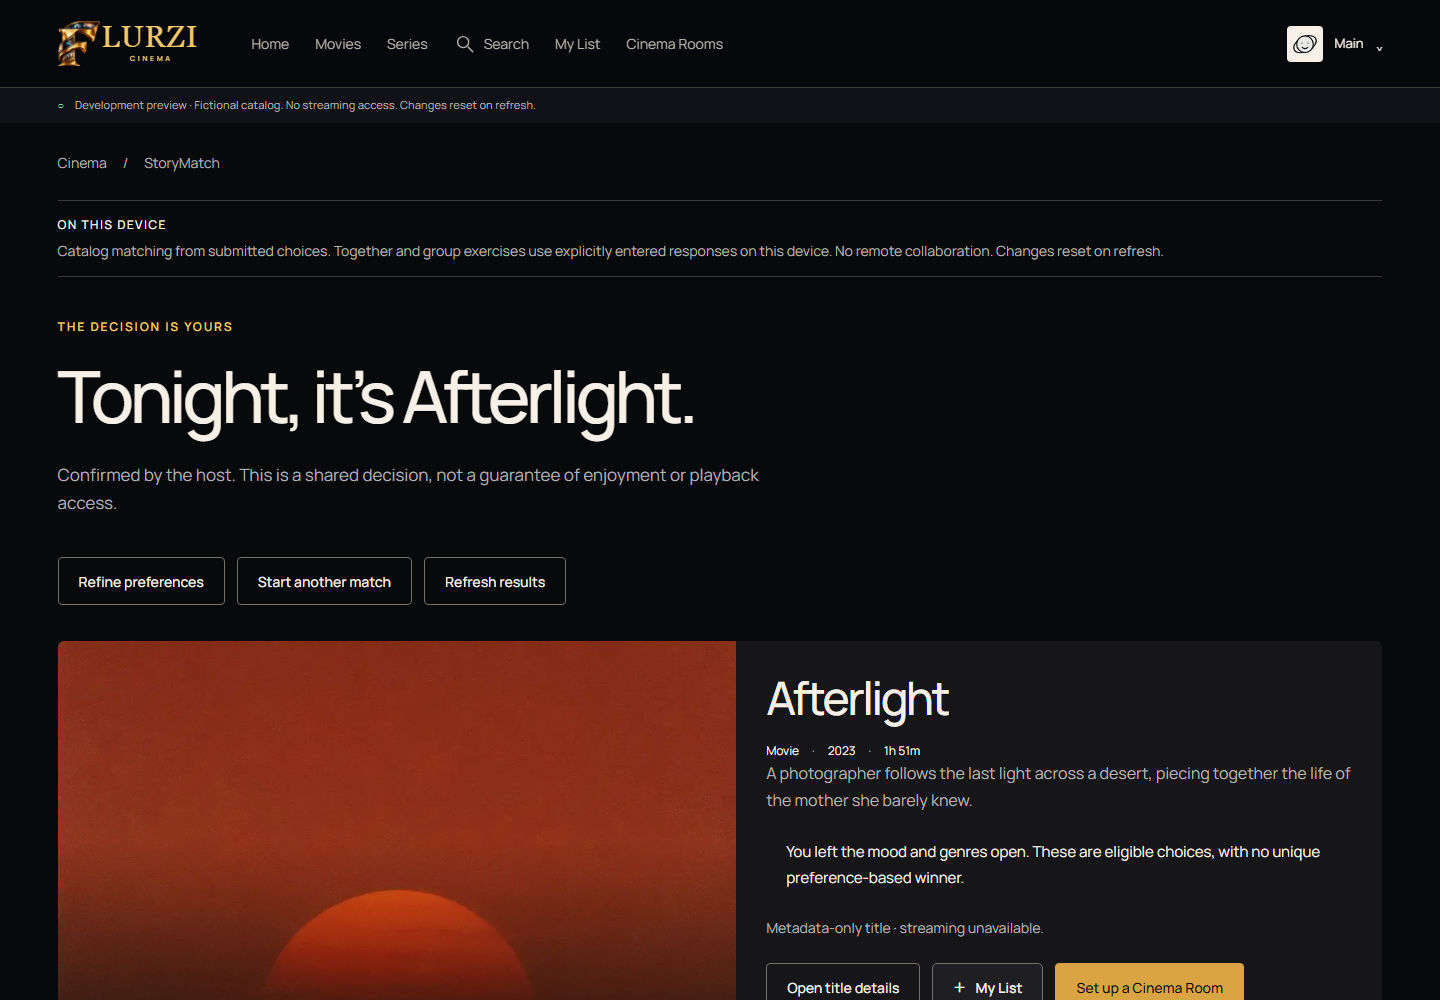 FLURZI
CINEMA
Home Movies Series Search My List Cinema Rooms Main
Development preview · Fictional catalog. No streaming access. Changes reset on refresh.
Cinema / StoryMatch
ON THIS DEVICE
Catalog matching from submitted choices. Together and group exercises use explicitly entered responses on this device. No remote collaboration. Changes reset on refresh.
THE DECISION IS YOURS
Tonight, it’s Afterlight.
Confirmed by the host. This is a shared decision, not a guarantee of enjoyment or playback
access.
Refine preferences Start another match Refresh results
Afterlight
Movie · 2023 · 1h 51m
A photographer follows the last light across a desert, piecing together the life of
the mother she barely knew.
You left the mood and genres open. These are eligible choices, with no unique
preference-based winner.
Metadata-only title · streaming unavailable.
Open title details + My List Set up a Cinema Room